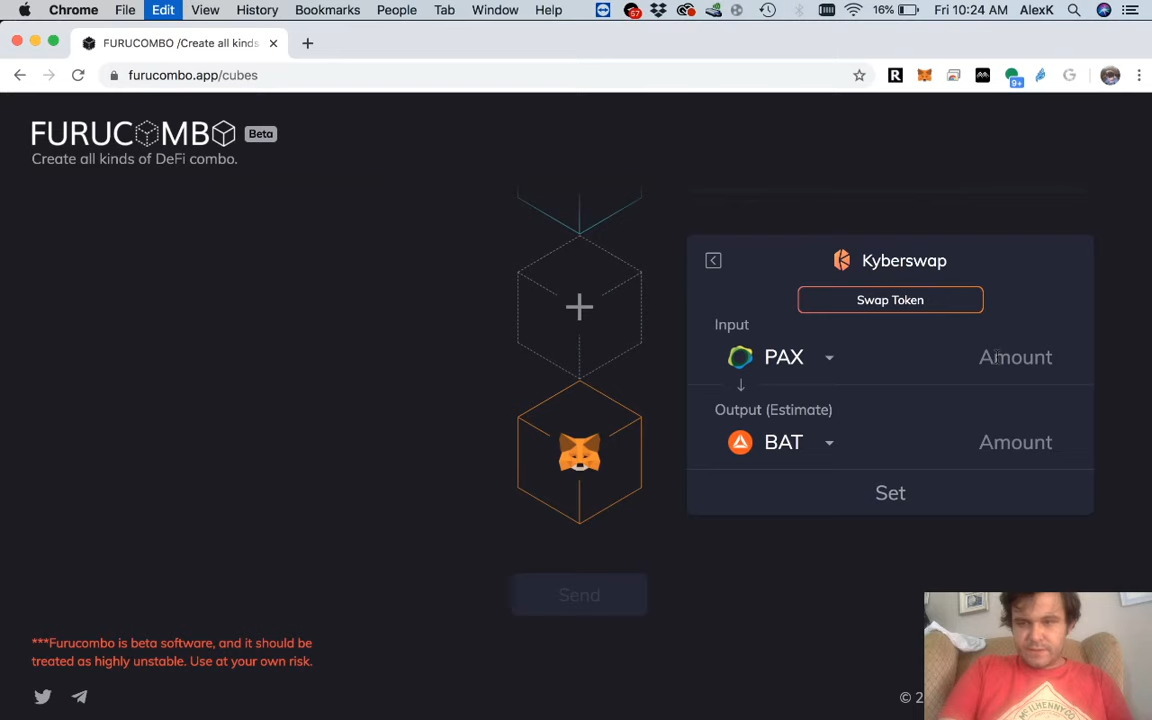 Chrome File Edit View History Bookmarks People Tab Window Help 57 16% Fri 10:24 AM AlexK
FURUCOMBO /Create all kinds
furucombo.app/cubes
R
9+
G
FURUCOMBO Beta
Create all kinds of DeFi combo.
Kyberswap
Swap Token
Input
PAX Amount
Output (Estimate)
BAT Amount
Set
Send
***Furucombo is beta software, and it should be
treated as highly unstable. Use at your own risk.
© 2